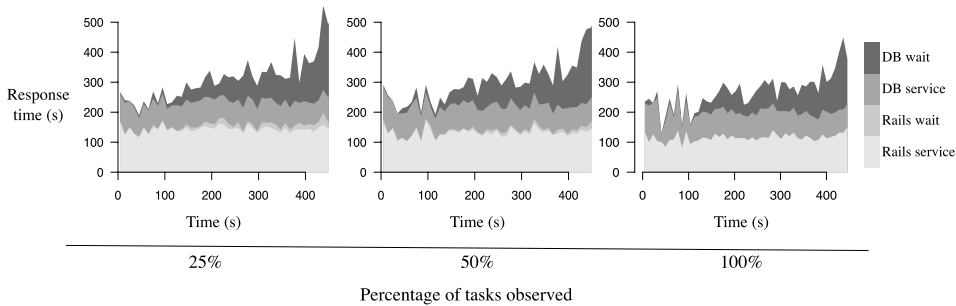 500
400
300
200
100
0
0 100 200 300 400
Time (s)
500
400
300
200
100
0
0 100 200 300 400
Time (s)
500
400
300
200
100
0
0 100 200 300 400
Time (s)
Response
time (s)
DB wait
DB service
Rails wait
Rails service
25% 50% 100%
Percentage of tasks observed